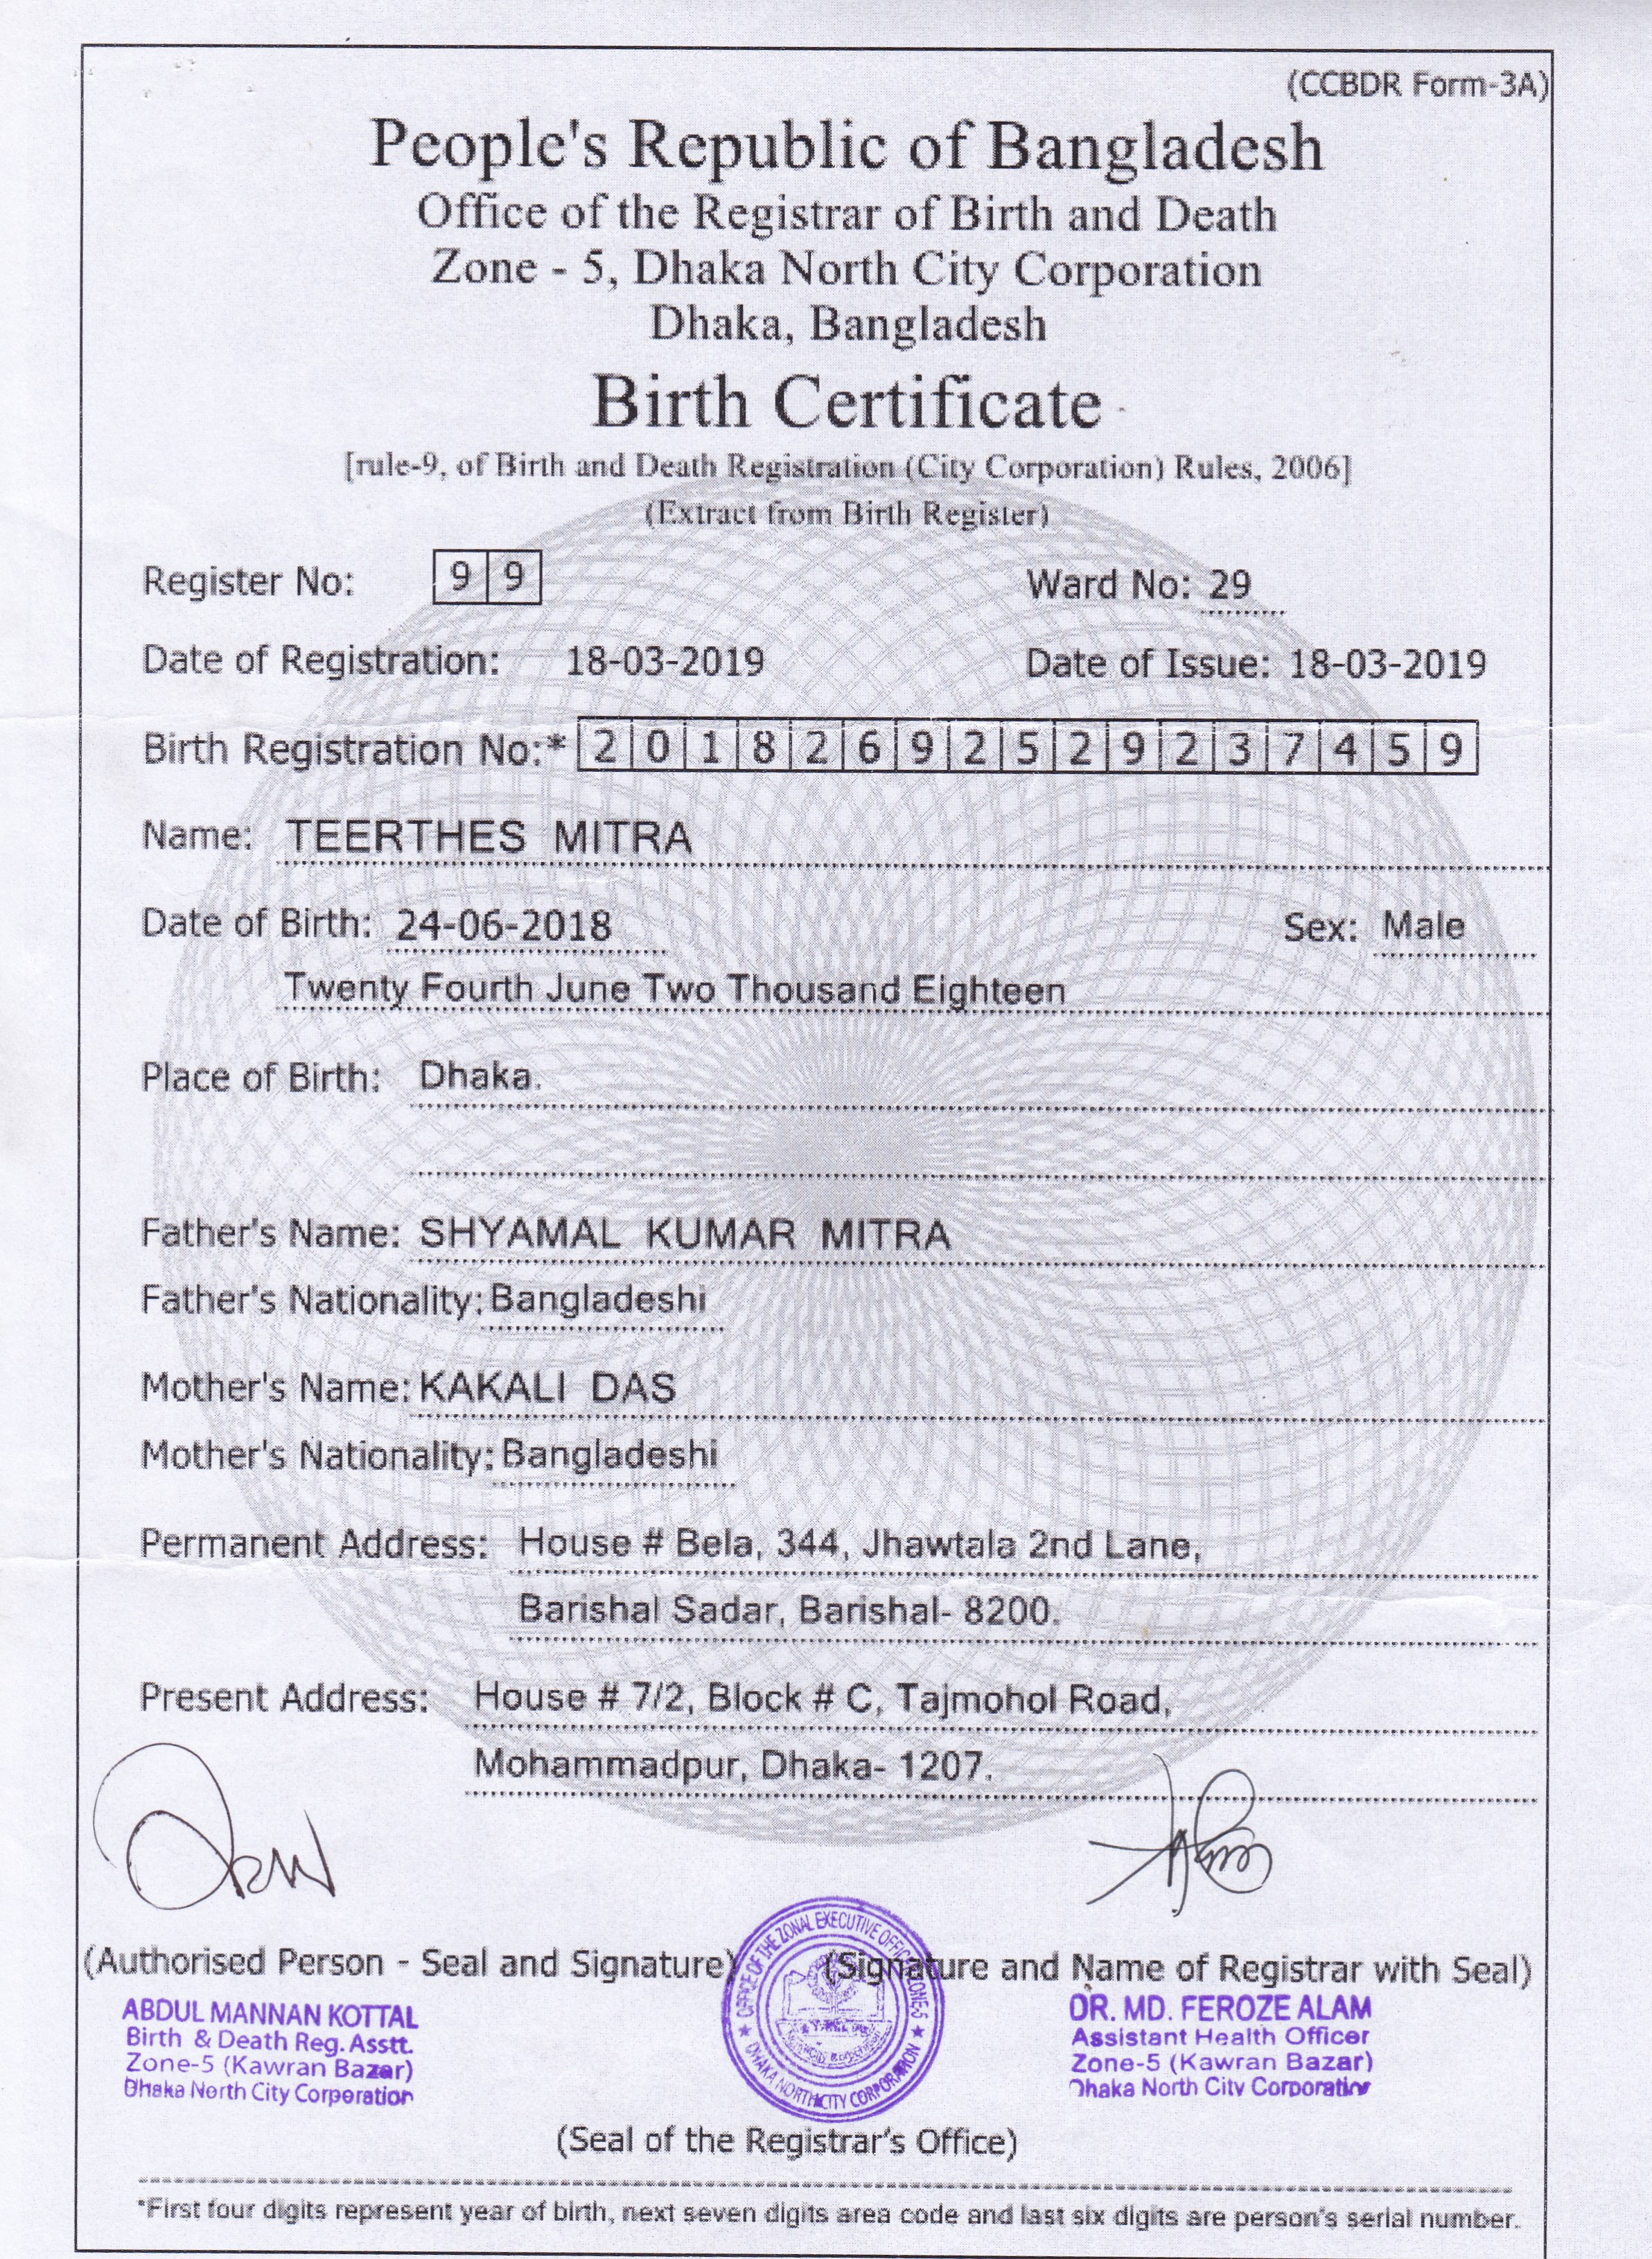 (CCBDR Form-3A)
People's Republic of Bangladesh
Office of the Registrar of Birth and Death
Zone - 5, Dhaka North City Corporation
Dhaka, Bangladesh
Birth Certificate
[rule-9, of Birth and Death Registration (City Corporation) Rules, 2006]
(Extract from Birth Register)
Register No: 9 9 Ward No: 29
Date of Registration: 18-03-2019 Date of Issue: 18-03-2019
Birth Registration No:* 2 0 1 8 2 6 9 2 5 2 9 2 3 7 4 5 9
Name: TEERTHES MITRA
Date of Birth: 24-06-2018 Sex: Male
Twenty Fourth June Two Thousand Eighteen
Place of Birth: Dhaka.
Father's Name: SHYAMAL KUMAR MITRA
Father's Nationality: Bangladeshi
Mother's Name: KAKALI DAS
Mother's Nationality: Bangladeshi
Permanent Address: House # Bela, 344, Jhawtala 2nd Lane,
Barishal Sadar, Barishal- 8200.
Present Address: House # 7/2, Block # C, Tajmohol Road,
Mohammadpur, Dhaka- 1207.
(Authorised Person - Seal and Signature) (Signature and Name of Registrar with Seal)
ABDUL MANNAN KOTTAL
Birth & Death Reg. Asstt.
Zone-5 (Kawran Bazar)
Dhaka North City Corporation
OFFICE OF THE ZONAL EXECUTIVE OFFICE ZONE-5
DHAKA NORTH CITY CORPORATION
DR. MD. FEROZE ALAM
Assistant Health Officer
Zone-5 (Kawran Bazar)
Dhaka North City Corporation
(Seal of the Registrar's Office)
*First four digits represent year of birth, next seven digits area code and last six digits are person's serial number.